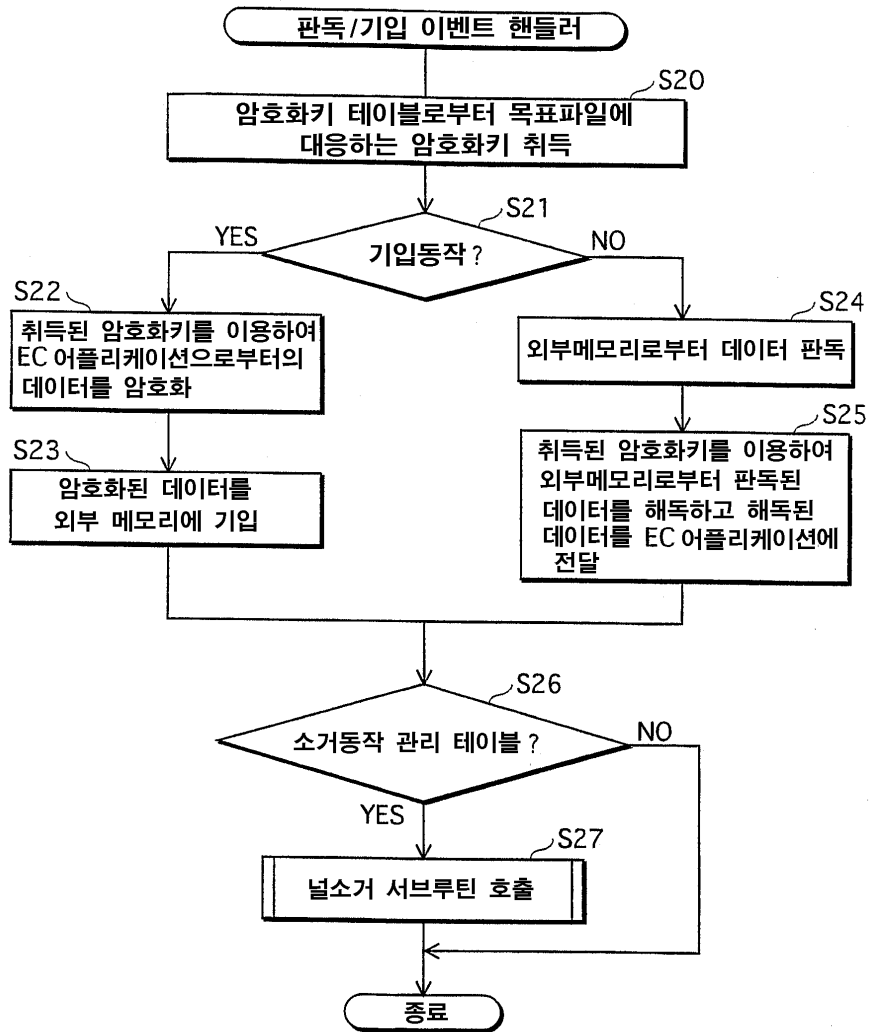 판독/기입 이벤트 핸들러
S20
암호화키 테이블로부터 목표파일에
대응하는 암호화키 취득
S21
기입동작?
YES
NO
S22
취득된 암호화키를 이용하여
EC 어플리케이션으로부터의
데이터를 암호화
S23
암호화된 데이터를
외부 메모리에 기입
S24
외부메모리로부터 데이터 판독
S25
취득된 암호화키를 이용하여
외부메모리로부터 판독된
데이터를 해독하고 해독된
데이터를 EC 어플리케이션에
전달
S26
소거동작 관리 테이블?
NO
YES
S27
널소거 서브루틴 호출
종료